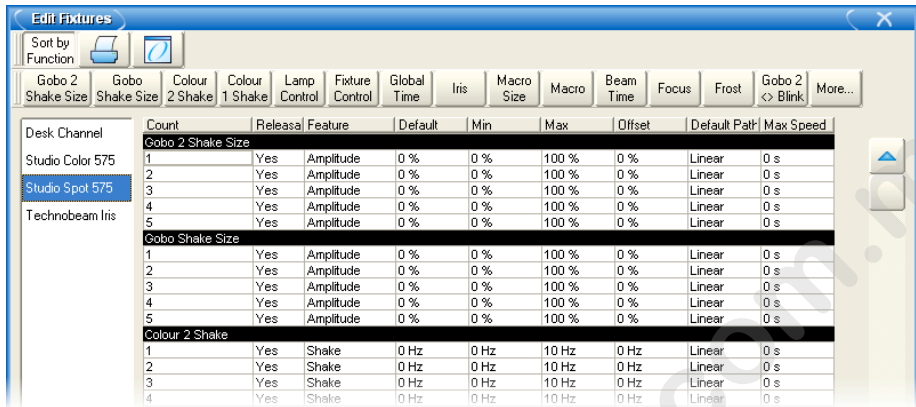 Edit Fixtures
Sort by
Function
Gobo 2
Shake Size
Gobo
Shake Size
Colour
2 Shake
Colour
1 Shake
Lamp
Control
Fixture
Control
Global
Time
Iris
Macro
Size
Macro
Beam
Time
Focus
Frost
Gobo 2
<> Blink
More...
Desk Channel
Studio Color 575
Studio Spot 575
Technobeam Iris
Count Releasa Feature Default Min Max Offset Default Path Max Speed
Gobo 2 Shake Size
1 Yes Amplitude 0 % 0 % 100 % 0 % Linear 0 s
2 Yes Amplitude 0 % 0 % 100 % 0 % Linear 0 s
3 Yes Amplitude 0 % 0 % 100 % 0 % Linear 0 s
4 Yes Amplitude 0 % 0 % 100 % 0 % Linear 0 s
5 Yes Amplitude 0 % 0 % 100 % 0 % Linear 0 s
Gobo Shake Size
1 Yes Amplitude 0 % 0 % 100 % 0 % Linear 0 s
2 Yes Amplitude 0 % 0 % 100 % 0 % Linear 0 s
3 Yes Amplitude 0 % 0 % 100 % 0 % Linear 0 s
4 Yes Amplitude 0 % 0 % 100 % 0 % Linear 0 s
5 Yes Amplitude 0 % 0 % 100 % 0 % Linear 0 s
Colour 2 Shake
1 Yes Shake 0 Hz 0 Hz 10 Hz 0 Hz Linear 0 s
2 Yes Shake 0 Hz 0 Hz 10 Hz 0 Hz Linear 0 s
3 Yes Shake 0 Hz 0 Hz 10 Hz 0 Hz Linear 0 s
4 Yes Shake 0 Hz 0 Hz 10 Hz 0 Hz Linear 0 s